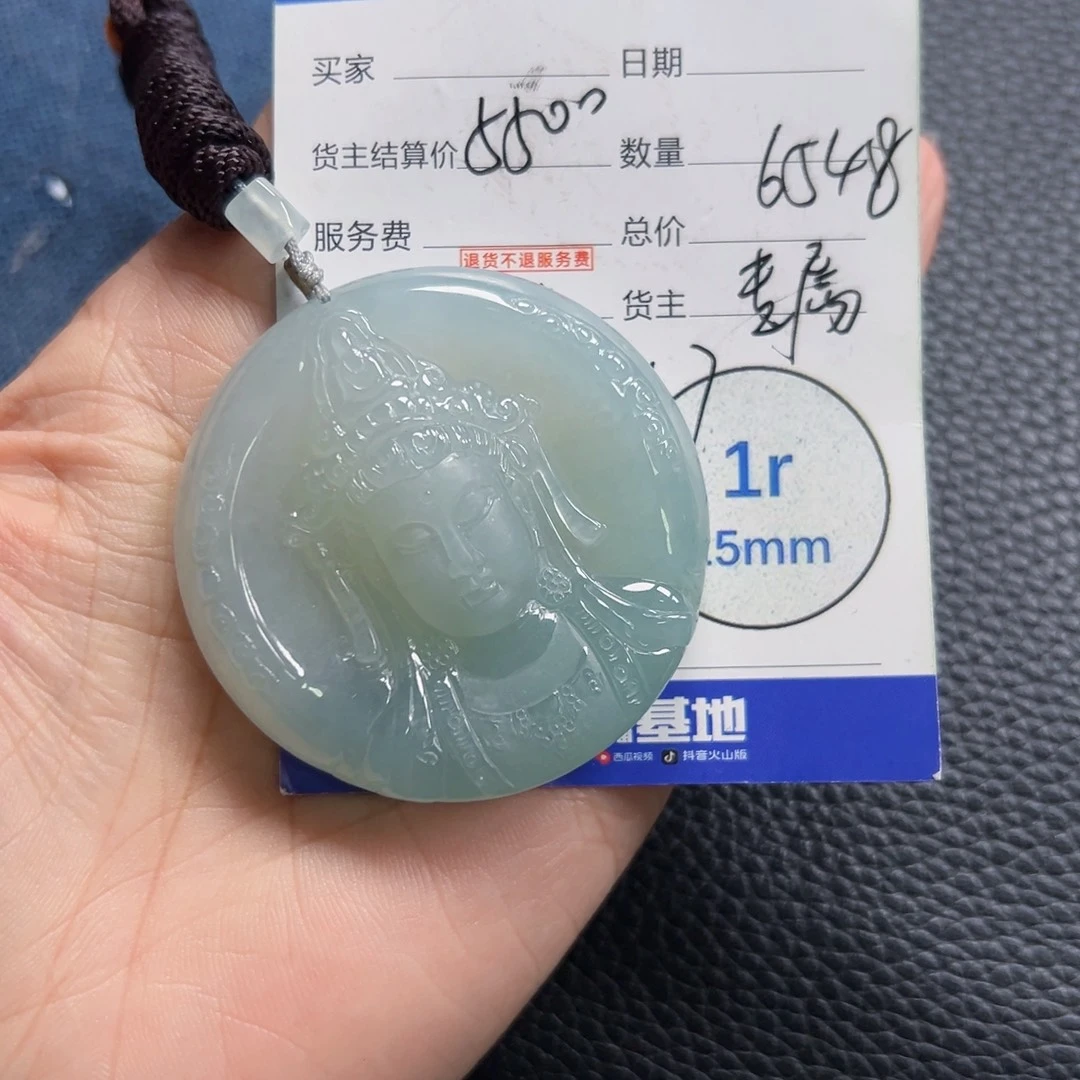 买家 日期
货主结算价 5500 数量 6548
服务费 总价
退货不退服务费
货主
1r
.5mm
基地
西瓜视频 抖音火山版